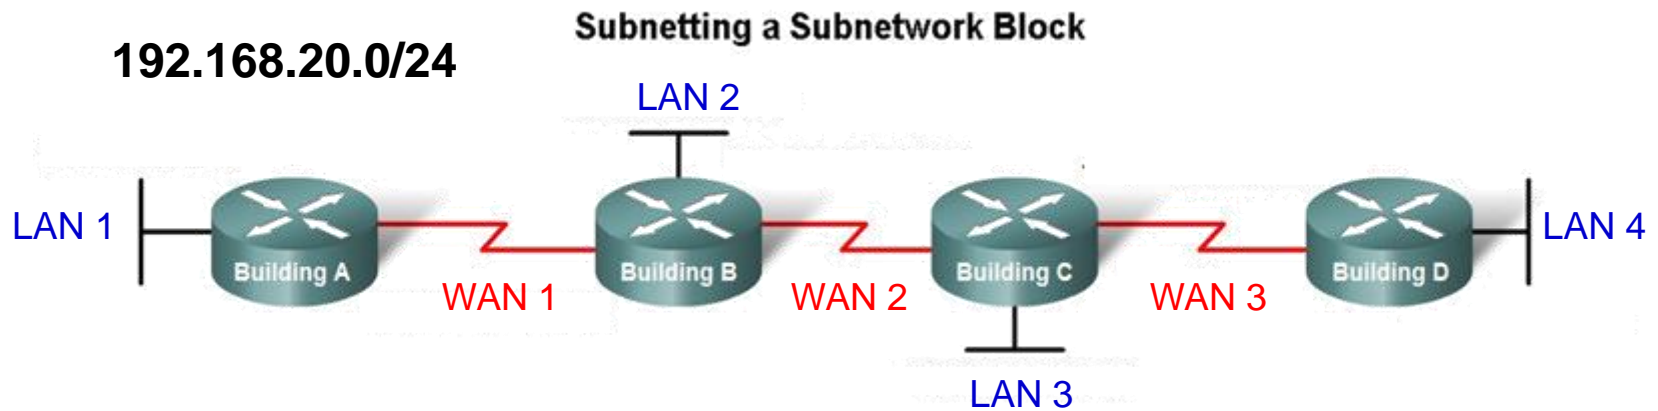 Subnetting a Subnetwork Block
192.168.20.0/24
LAN 2
LAN 1
LAN 4
Building A
Building B
Building C
Building D
WAN 1
WAN 2
WAN 3
LAN 3